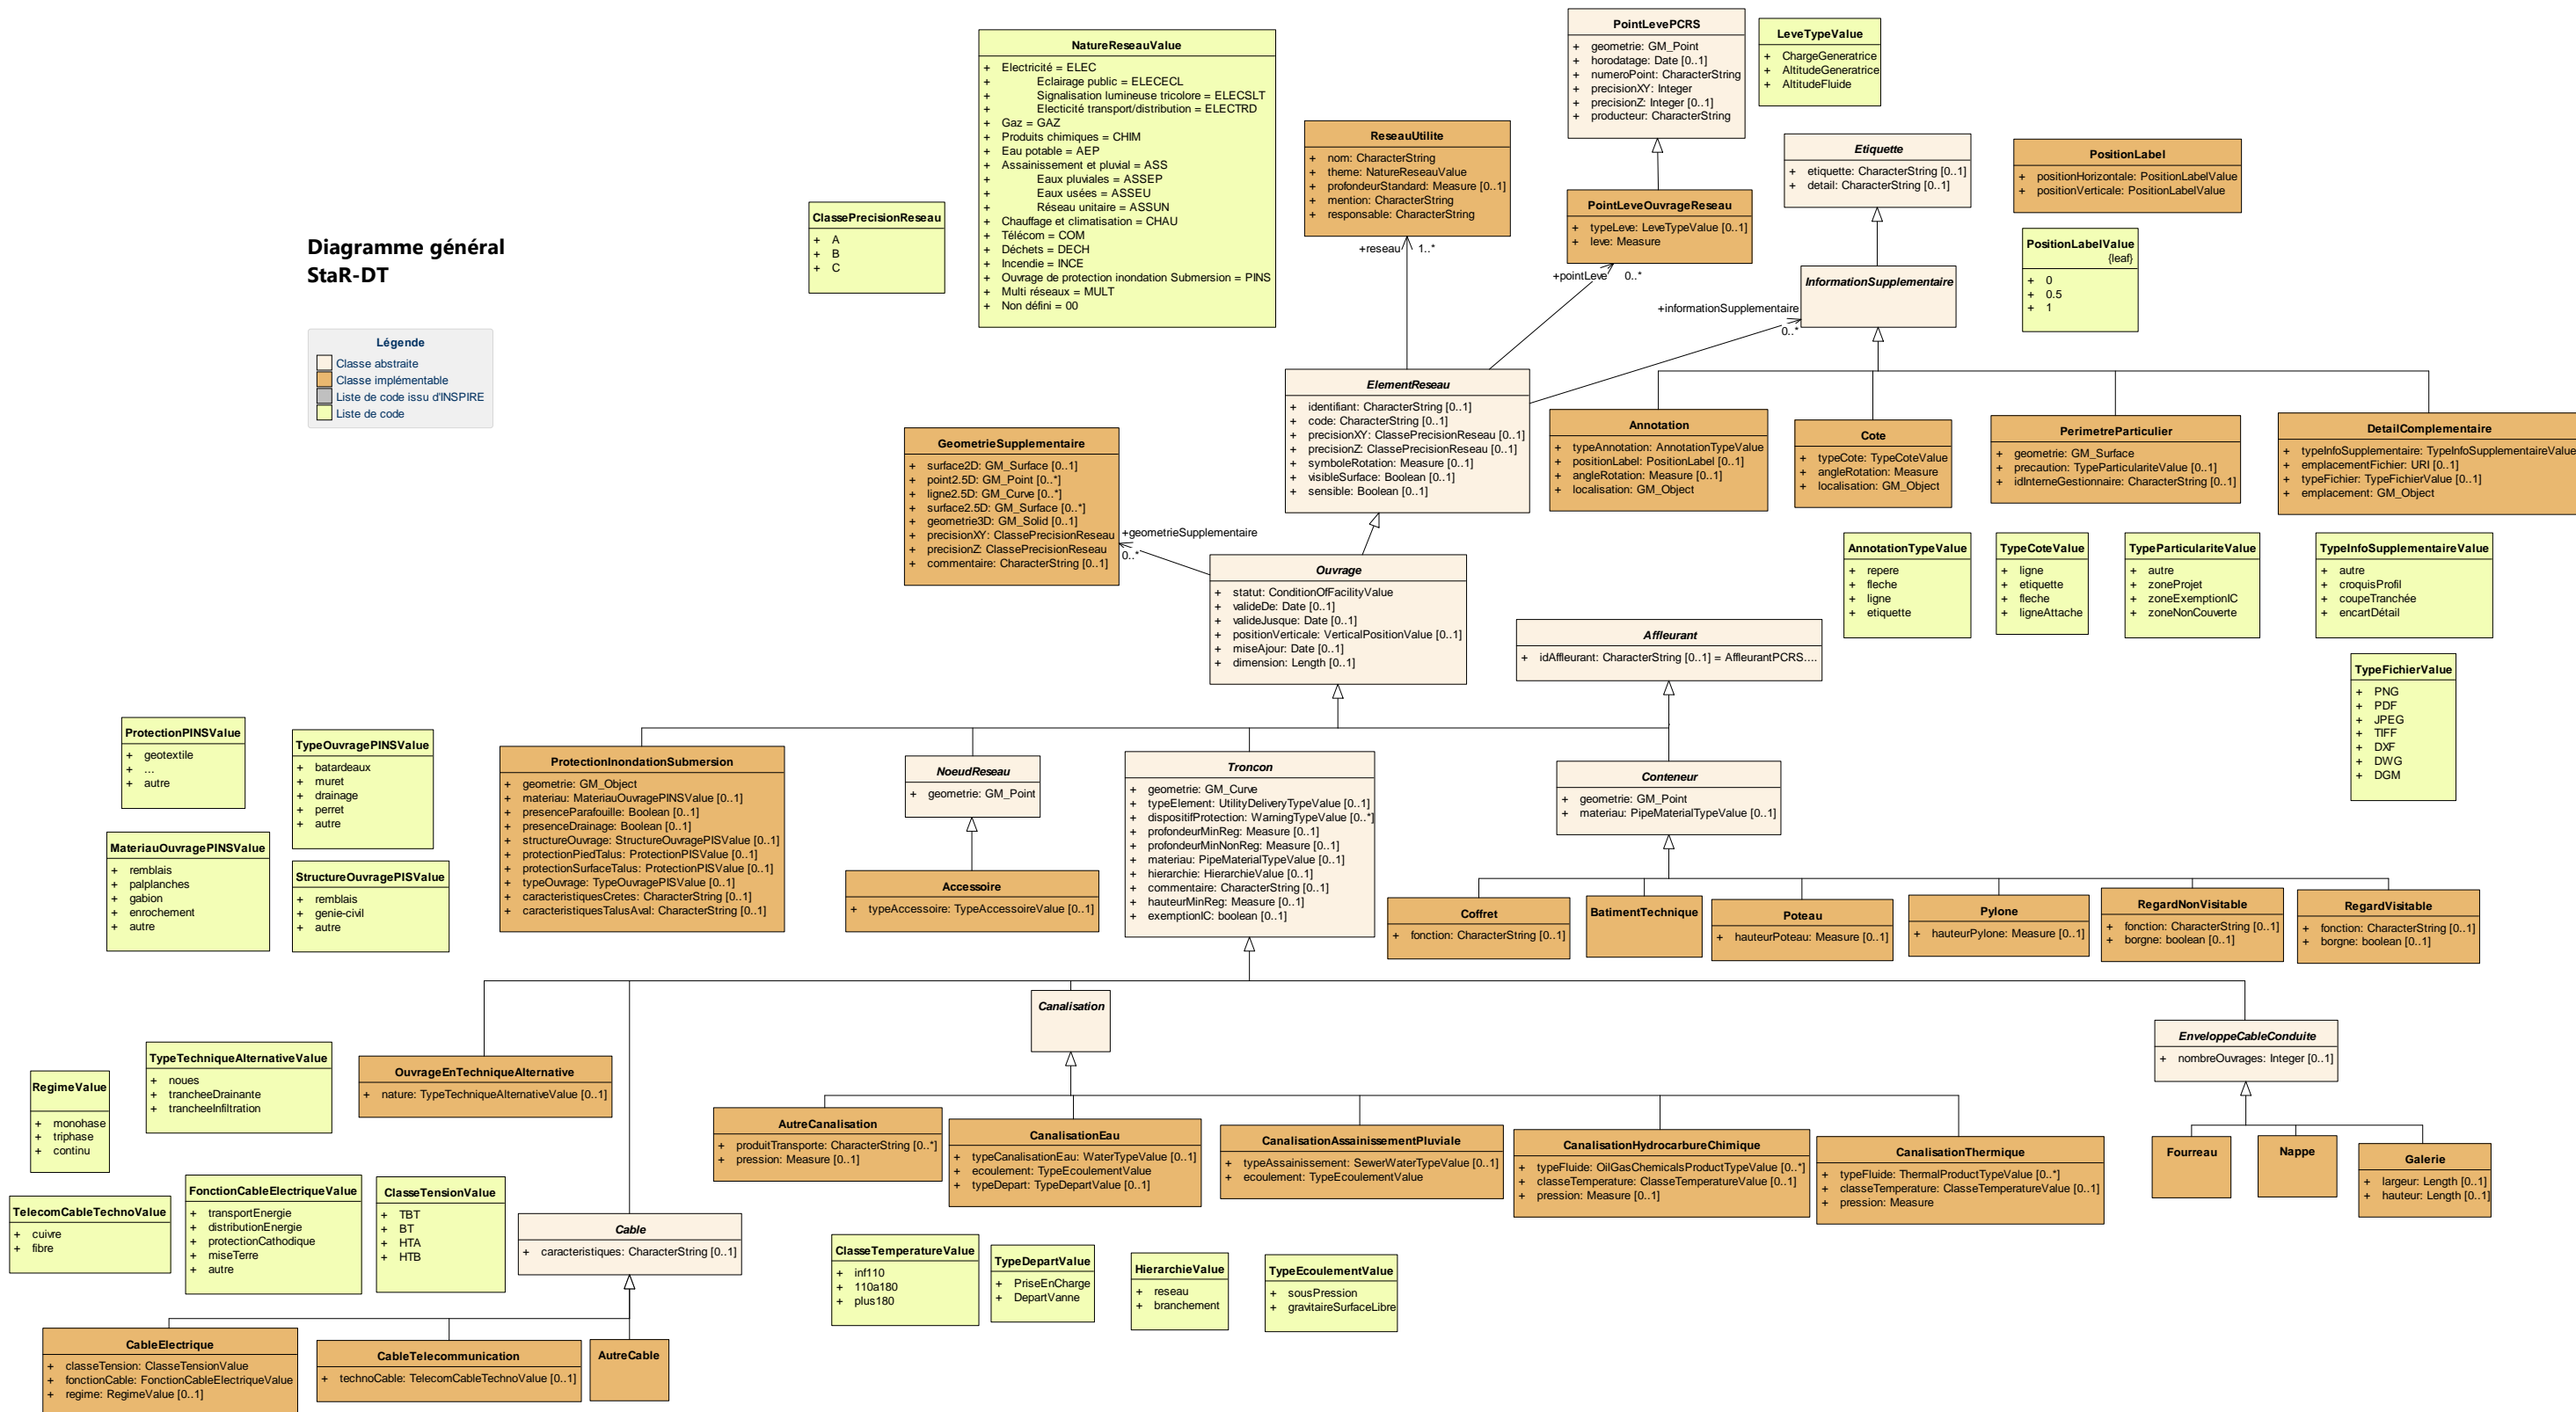 Diagramme général
StaR-DT
Légende
Classe abstraite
Classe implémentable
Liste de code issu d'INSPIRE
Liste de code
ClassePrecisionReseau
+ A
+ B
+ C
NatureReseauValue
+ Electricité = ELEC
+ Eclairage public = ELECECL
+ Signalisation lumineuse tricolore = ELECSLT
+ Electicité transport/distribution = ELECTRD
+ Gaz = GAZ
+ Produits chimiques = CHIM
+ Eau potable = AEP
+ Assainissement et pluvial = ASS
+ Eaux pluviales = ASSEP
+ Eaux usées = ASSEU
+ Réseau unitaire = ASSUN
+ Chauffage et climatisation = CHAU
+ Télécom = COM
+ Déchets = DECH
+ Incendie = INCE
+ Ouvrage de protection inondation Submersion = PINS
+ Multi réseaux = MULT
+ Non défini = 00
ReseauUtilite
+ nom: CharacterString
+ theme: NatureReseauValue
+ profondeurStandard: Measure [0..1]
+ mention: CharacterString
+ responsable: CharacterString
+reseau 1..*
PointLevePCRS
+ geometrie: GM_Point
+ horodatage: Date [0..1]
+ numeroPoint: CharacterString
+ precisionXY: Integer
+ precisionZ: Integer [0..1]
+ producteur: CharacterString
LeveTypeValue
+ ChargeGeneratrice
+ AltitudeGeneratrice
+ AltitudeFluide
PointLeveOuvrageReseau
+ typeLeve: LeveTypeValue [0..1]
+ leve: Measure
+pointLeve 0..*
Etiquette
+ etiquette: CharacterString [0..1]
+ detail: CharacterString [0..1]
PositionLabel
+ positionHorizontale: PositionLabelValue
+ positionVerticale: PositionLabelValue
PositionLabelValue
{leaf}
+ 0
+ 0.5
+ 1
InformationSupplementaire
+informationSupplementaire
0..*
ElementReseau
+ identifiant: CharacterString [0..1]
+ code: CharacterString [0..1]
+ precisionXY: ClassePrecisionReseau [0..1]
+ precisionZ: ClassePrecisionReseau [0..1]
+ symboleRotation: Measure [0..1]
+ visibleSurface: Boolean [0..1]
+ sensible: Boolean [0..1]
GeometrieSupplementaire
+ surface2D: GM_Surface [0..1]
+ point2.5D: GM_Point [0..*]
+ ligne2.5D: GM_Curve [0..*]
+ surface2.5D: GM_Surface [0..*]
+ geometrie3D: GM_Solid [0..1]
+ precisionXY: ClassePrecisionReseau
+ precisionZ: ClassePrecisionReseau
+ commentaire: CharacterString [0..1]
+geometrieSupplementaire
0..*
Annotation
+ typeAnnotation: AnnotationTypeValue
+ positionLabel: PositionLabel [0..1]
+ angleRotation: Measure [0..1]
+ localisation: GM_Object
Cote
+ typeCote: TypeCoteValue
+ angleRotation: Measure
+ localisation: GM_Object
PerimetreParticulier
+ geometrie: GM_Surface
+ precaution: TypeParticulariteValue [0..1]
+ idInterneGestionnaire: CharacterString [0..1]
DetailComplementaire
+ typeInfoSupplementaire: TypeInfoSupplementaireValue
+ emplacementFichier: URI [0..1]
+ typeFichier: TypeFichierValue [0..1]
+ emplacement: GM_Object
AnnotationTypeValue
+ repere
+ fleche
+ ligne
+ etiquette
TypeCoteValue
+ ligne
+ etiquette
+ fleche
+ ligneAttache
TypeParticulariteValue
+ autre
+ zoneProjet
+ zoneExemptionIC
+ zoneNonCouverte
TypeInfoSupplementaireValue
+ autre
+ croquisProfil
+ coupeTranchée
+ encartDétail
TypeFichierValue
+ PNG
+ PDF
+ JPEG
+ TIFF
+ DXF
+ DWG
+ DGM
Ouvrage
+ statut: ConditionOfFacilityValue
+ valideDe: Date [0..1]
+ valideJusque: Date [0..1]
+ positionVerticale: VerticalPositionValue [0..1]
+ miseAjour: Date [0..1]
+ dimension: Length [0..1]
Affleurant
+ idAffleurant: CharacterString [0..1] = AffleurantPCRS....
ProtectionPINSValue
+ geotextile
+ ...
+ autre
TypeOuvragePINSValue
+ batardeaux
+ muret
+ drainage
+ perret
+ autre
MateriauOuvragePINSValue
+ remblais
+ palplanches
+ gabion
+ enrochement
+ autre
StructureOuvragePISValue
+ remblais
+ genie-civil
+ autre
ProtectionInondationSubmersion
+ geometrie: GM_Object
+ materiau: MateriauOuvragePINSValue [0..1]
+ presenceParafouille: Boolean [0..1]
+ presenceDrainage: Boolean [0..1]
+ structureOuvrage: StructureOuvragePISValue [0..1]
+ protectionPiedTalus: ProtectionPISValue [0..1]
+ protectionSurfaceTalus: ProtectionPISValue [0..1]
+ typeOuvrage: TypeOuvragePISValue [0..1]
+ caracteristiquesCretes: CharacterString [0..1]
+ caracteristiquesTalusAval: CharacterString [0..1]
NoeudReseau
+ geometrie: GM_Point
Accessoire
+ typeAccessoire: TypeAccessoireValue [0..1]
Troncon
+ geometrie: GM_Curve
+ typeElement: UtilityDeliveryTypeValue [0..1]
+ dispositifProtection: WarningTypeValue [0..*]
+ profondeurMinReg: Measure [0..1]
+ profondeurMinNonReg: Measure [0..1]
+ materiau: PipeMaterialTypeValue [0..1]
+ hierarchie: HierarchieValue [0..1]
+ commentaire: CharacterString [0..1]
+ hauteurMinReg: Measure [0..1]
+ exemptionIC: boolean [0..1]
Conteneur
+ geometrie: GM_Point
+ materiau: PipeMaterialTypeValue [0..1]
Coffret
+ fonction: CharacterString [0..1]
BatimentTechnique
Poteau
+ hauteurPoteau: Measure [0..1]
Pylone
+ hauteurPylone: Measure [0..1]
RegardNonVisitable
+ fonction: CharacterString [0..1]
+ borgne: boolean [0..1]
RegardVisitable
+ fonction: CharacterString [0..1]
+ borgne: boolean [0..1]
Canalisation
EnveloppeCableConduite
+ nombreOuvrages: Integer [0..1]
RegimeValue
+ monohase
+ triphase
+ continu
TypeTechniqueAlternativeValue
+ noues
+ trancheeDrainante
+ trancheeInfiltration
OuvrageEnTechniqueAlternative
+ nature: TypeTechniqueAlternativeValue [0..1]
AutreCanalisation
+ produitTransporte: CharacterString [0..*]
+ pression: Measure [0..1]
CanalisationEau
+ typeCanalisationEau: WaterTypeValue [0..1]
+ ecoulement: TypeEcoulementValue
+ typeDepart: TypeDepartValue [0..1]
CanalisationAssainissementPluviale
+ typeAssainissement: SewerWaterTypeValue [0..1]
+ ecoulement: TypeEcoulementValue
CanalisationHydrocarbureChimique
+ typeFluide: OilGasChemicalsProductTypeValue [0..*]
+ classeTemperature: ClasseTemperatureValue [0..1]
+ pression: Measure [0..1]
CanalisationThermique
+ typeFluide: ThermalProductTypeValue [0..*]
+ classeTemperature: ClasseTemperatureValue [0..1]
+ pression: Measure
Fourreau
Nappe
Galerie
+ largeur: Length [0..1]
+ hauteur: Length [0..1]
TelecomCableTechnoValue
+ cuivre
+ fibre
FonctionCableElectriqueValue
+ transportEnergie
+ distributionEnergie
+ protectionCathodique
+ miseTerre
+ autre
ClasseTensionValue
+ TBT
+ BT
+ HTA
+ HTB
Cable
+ caracteristiques: CharacterString [0..1]
ClasseTemperatureValue
+ inf110
+ 110a180
+ plus180
TypeDepartValue
+ PriseEnCharge
+ DepartVanne
HierarchieValue
+ reseau
+ branchement
TypeEcoulementValue
+ sousPression
+ gravitaireSurfaceLibre
CableElectrique
+ classeTension: ClasseTensionValue
+ fonctionCable: FonctionCableElectriqueValue
+ regime: RegimeValue [0..1]
CableTelecommunication
+ technoCable: TelecomCableTechnoValue [0..1]
AutreCable